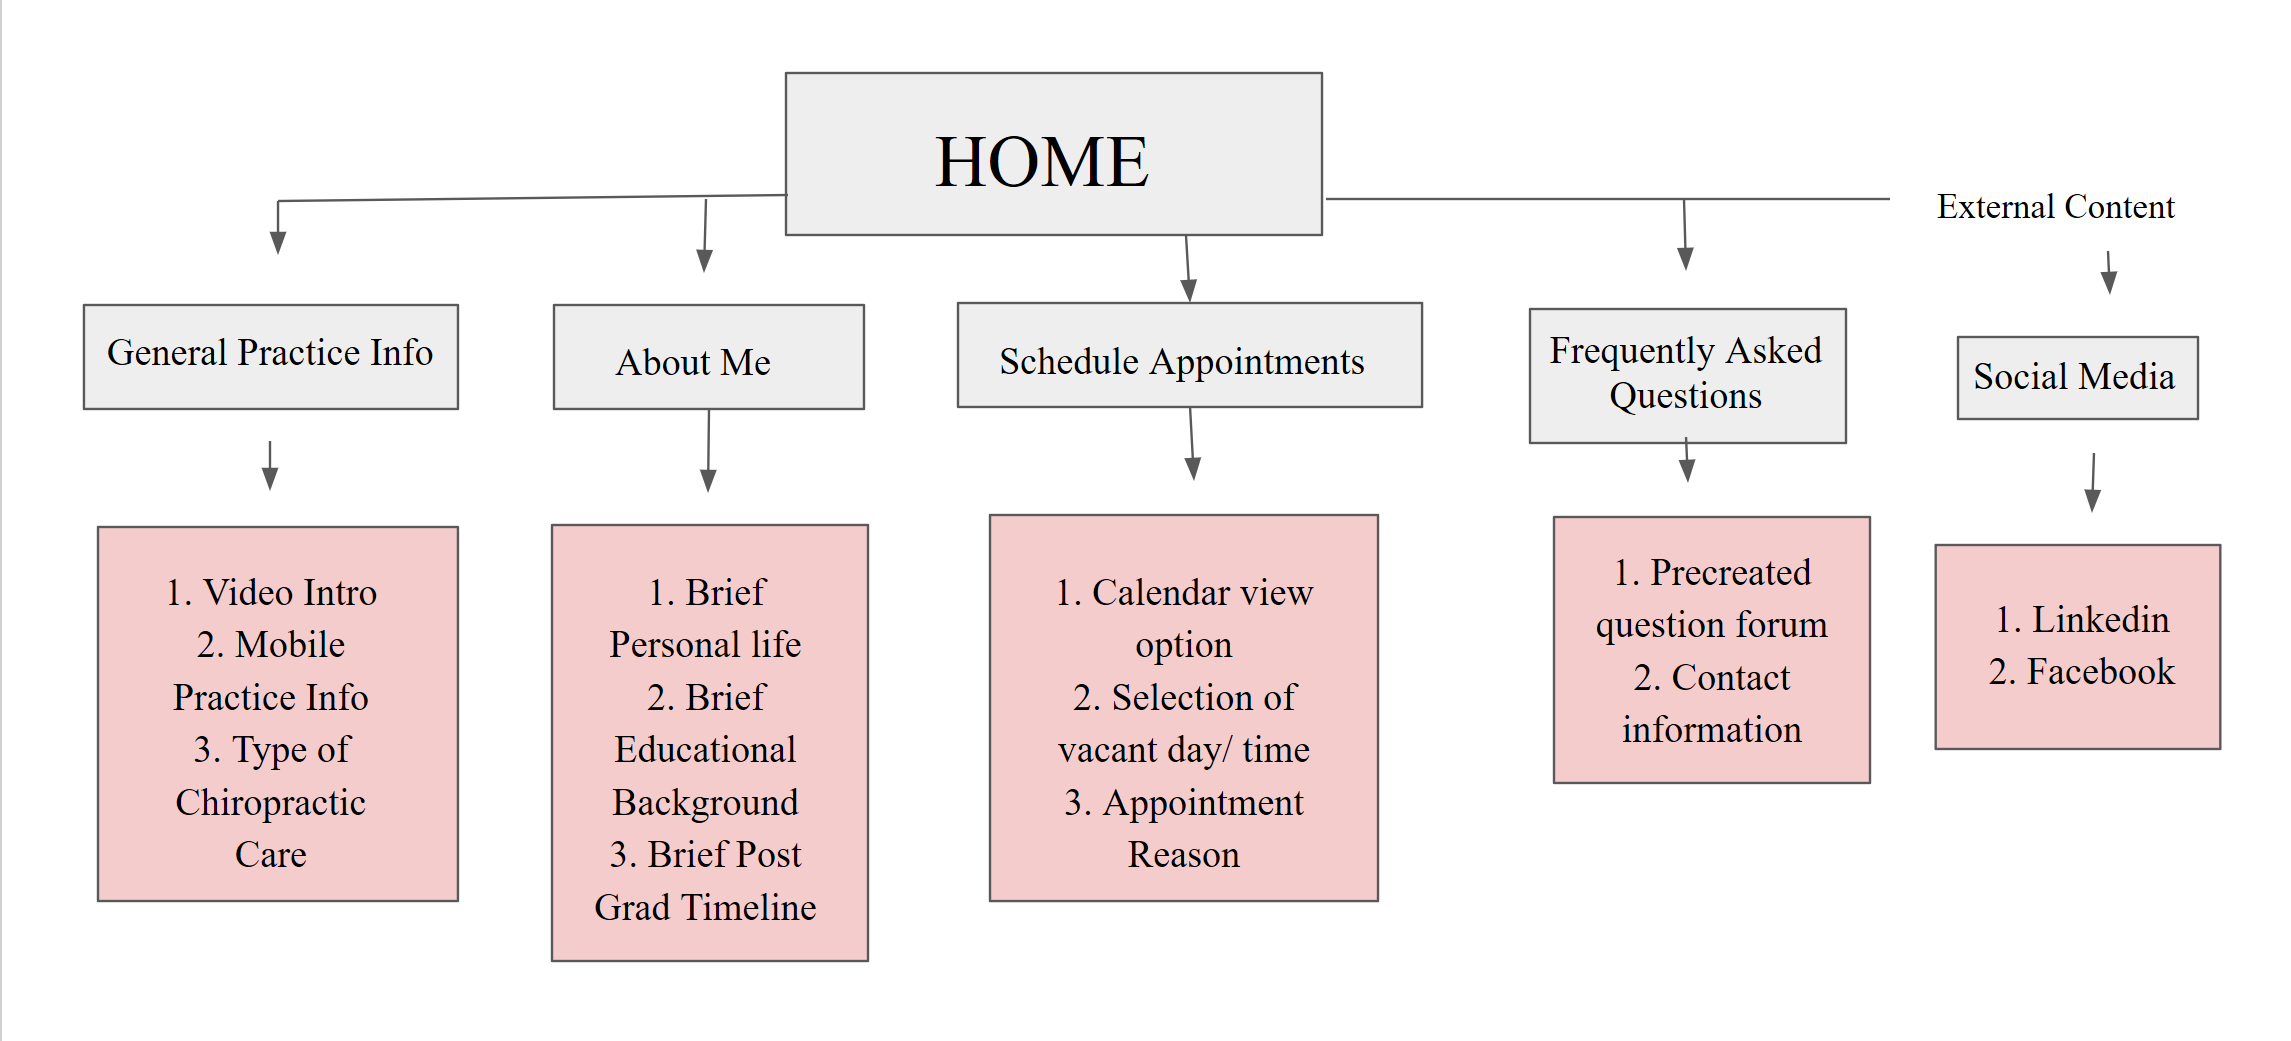 HOME
External Content
General Practice Info
About Me
Schedule Appointments
Frequently Asked
Questions
Social Media
1. Video Intro
2. Mobile
Practice Info
3. Type of
Chiropractic
Care
1. Brief
Personal life
2. Brief
Educational
Background
3. Brief Post
Grad Timeline
1. Calendar view
option
2. Selection of
vacant day/ time
3. Appointment
Reason
1. Precreated
question forum
2. Contact
information
1. Linkedin
2. Facebook